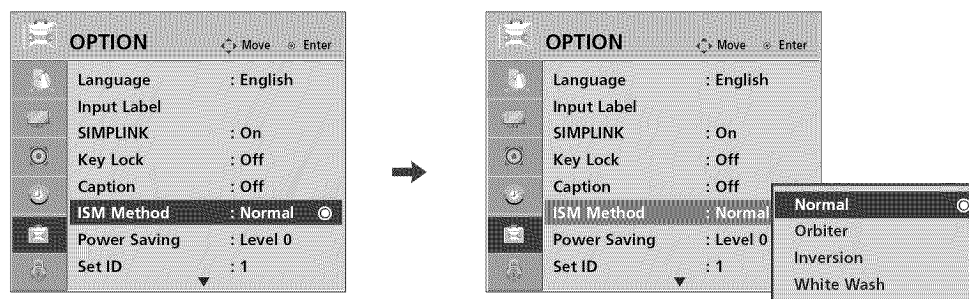 OPTION Move Enter
Language : English
Input Label
SIMPLINK : On
Key Lock : Off
Caption : Off
ISM Method : Normal
Power Saving : Level 0
Set ID : 1
OPTION Move Enter
Language : English
Input Label
SIMPLINK : On
Key Lock : Off
Caption : Off
ISM Method : Normal
Power Saving : Level 0
Set ID : 1
Normal
Orbiter
Inversion
White Wash